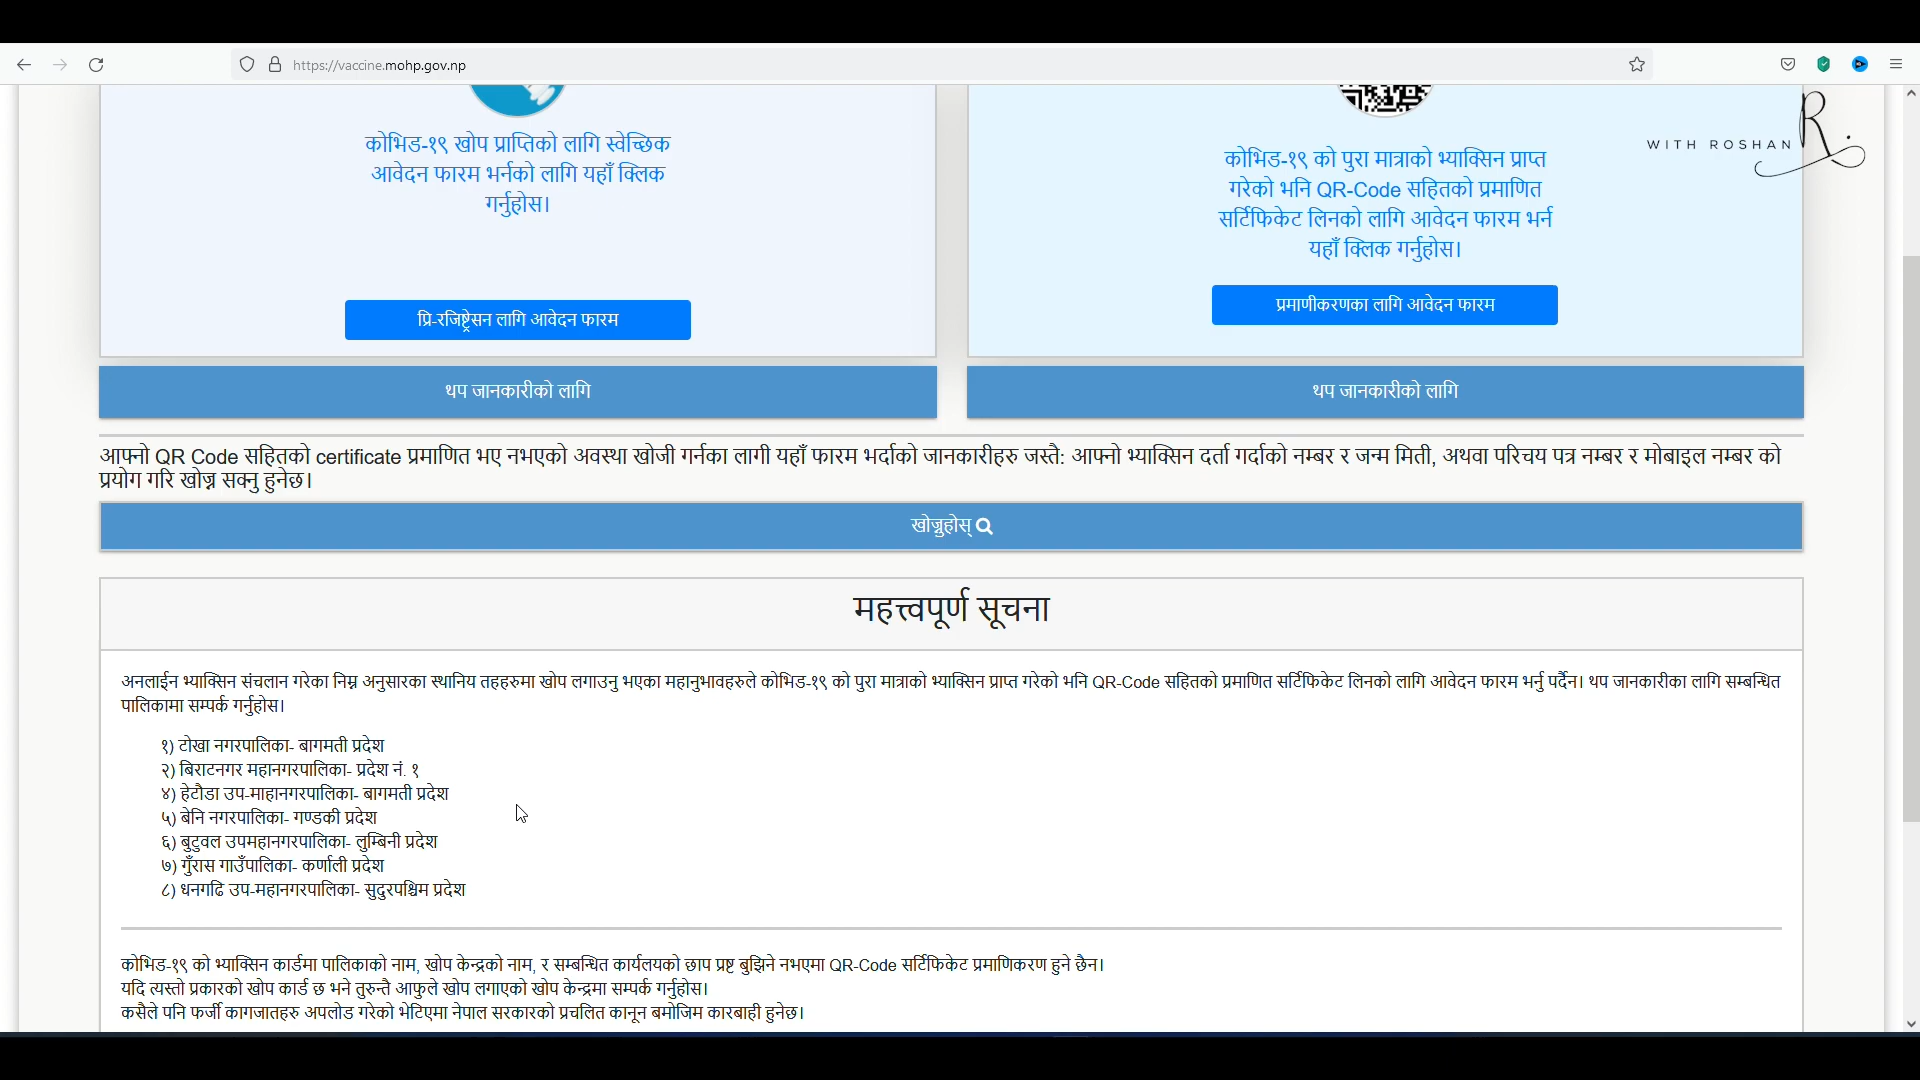 https://vaccine.mohp.gov.np
WITH ROSHAN R.
कोभिड-१९ खोप प्राप्तिको लागि स्वेच्छिक
आवेदन फारम भर्नको लागि यहाँ क्लिक
गर्नुहोस।
प्रि-रजिष्ट्रेसन लागि आवेदन फारम
थप जानकारीको लागि
कोभिड-१९ को पुरा मात्राको भ्याक्सिन प्राप्त
गरेको भनि QR-Code सहितको प्रमाणित
सर्टिफिकेट लिनको लागि आवेदन फारम भर्न
यहाँ क्लिक गर्नुहोस।
प्रमाणीकरणका लागि आवेदन फारम
थप जानकारीको लागि
आफ्नो QR Code सहितको certificate प्रमाणित भए नभएको अवस्था खोजी गर्नका लागी यहाँ फारम भर्दाको जानकारीहरु जस्तै: आफ्नो भ्याक्सिन दर्ता गर्दाको नम्बर र जन्म मिती, अथवा परिचय पत्र नम्बर र मोबाइल नम्बर को
प्रयोग गरि खोज्न सक्नु हुनेछ।
खोज्नुहोस्
महत्त्वपूर्ण सूचना
अनलाईन भ्याक्सिन संचलान गरेका निम्न अनुसारका स्थानिय तहहरुमा खोप लगाउनु भएका महानुभावहरुले कोभिड-१९ को पुरा मात्राको भ्याक्सिन प्राप्त गरेको भनि QR-Code सहितको प्रमाणित सर्टिफिकेट लिनको लागि आवेदन फारम भर्नु पर्दैन। थप जानकारीका लागि सम्बन्धित
पालिकामा सम्पर्क गर्नुहोस।
१) टोखा नगरपालिका- बागमती प्रदेश
२) बिराटनगर महानगरपालिका- प्रदेश नं. १
४) हेटौडा उप-माहानगरपालिका- बागमती प्रदेश
५) बेनि नगरपालिका- गण्डकी प्रदेश
६) बुटुवल उपमहानगरपालिका- लुम्बिनी प्रदेश
७) गुँरास गाउँपालिका- कर्णाली प्रदेश
८) धनगढि उप-महानगरपालिका- सुदुरपश्चिम प्रदेश
कोभिड-१९ को भ्याक्सिन कार्डमा पालिकाको नाम, खोप केन्द्रको नाम, र सम्बन्धित कार्यलयको छाप प्रष्ट बुझिने नभएमा QR-Code सर्टिफिकेट प्रमाणिकरण हुने छैन।
यदि त्यस्तो प्रकारको खोप कार्ड छ भने तुरुन्तै आफुले खोप लगाएको खोप केन्द्रमा सम्पर्क गर्नुहोस।
कसैले पनि फर्जी कागजातहरु अपलोड गरेको भेटिएमा नेपाल सरकारको प्रचलित कानून बमोजिम कारबाही हुनेछ।